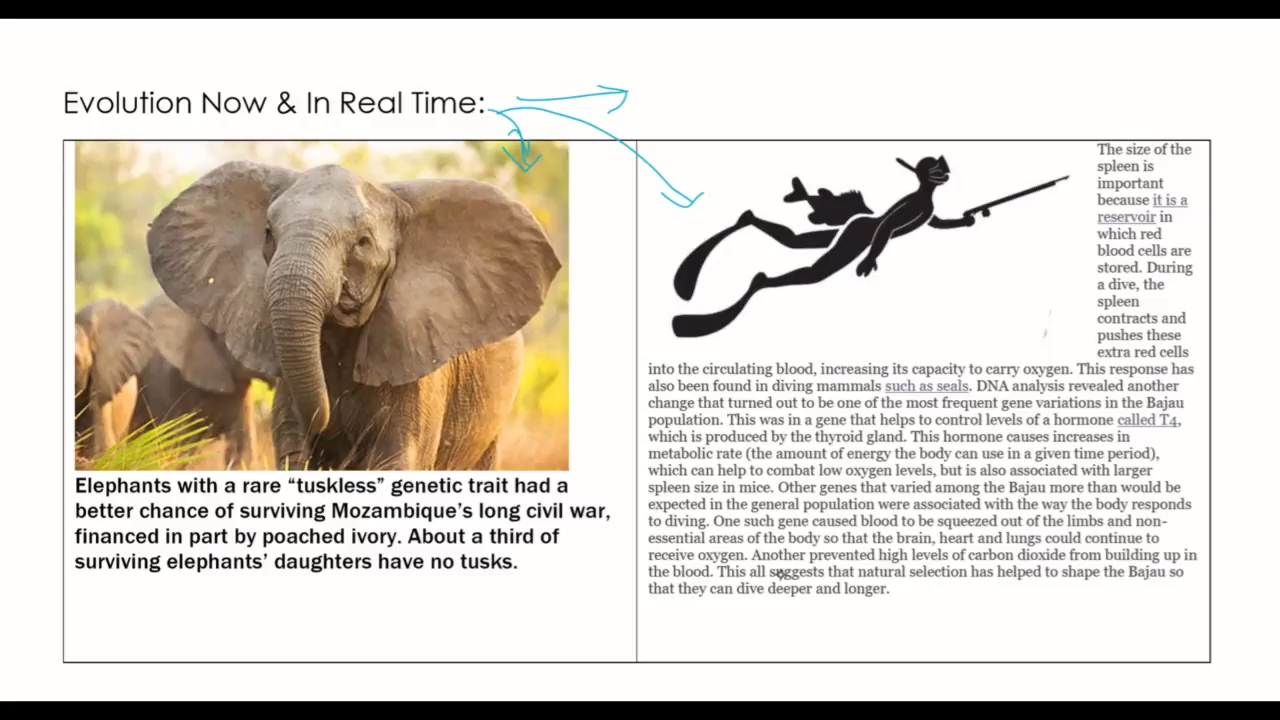 Evolution Now & In Real Time:
Elephants with a rare “tuskless” genetic trait had a
better chance of surviving Mozambique’s long civil war,
financed in part by poached ivory. About a third of
surviving elephants’ daughters have no tusks.
The size of the
spleen is
important
because it is a
reservoir in
which red
blood cells are
stored. During
a dive, the
spleen
contracts and
pushes these
extra red cells
into the circulating blood, increasing its capacity to carry oxygen. This response has
also been found in diving mammals such as seals. DNA analysis revealed another
change that turned out to be one of the most frequent gene variations in the Bajau
population. This was in a gene that helps to control levels of a hormone called T4,
which is produced by the thyroid gland. This hormone causes increases in
metabolic rate (the amount of energy the body can use in a given time period),
which can help to combat low oxygen levels, but is also associated with larger
spleen size in mice. Other genes that varied among the Bajau more than would be
expected in the general population were associated with the way the body responds
to diving. One such gene caused blood to be squeezed out of the limbs and non-
essential areas of the body so that the brain, heart and lungs could continue to
receive oxygen. Another prevented high levels of carbon dioxide from building up in
the blood. This all suggests that natural selection has helped to shape the Bajau so
that they can dive deeper and longer.